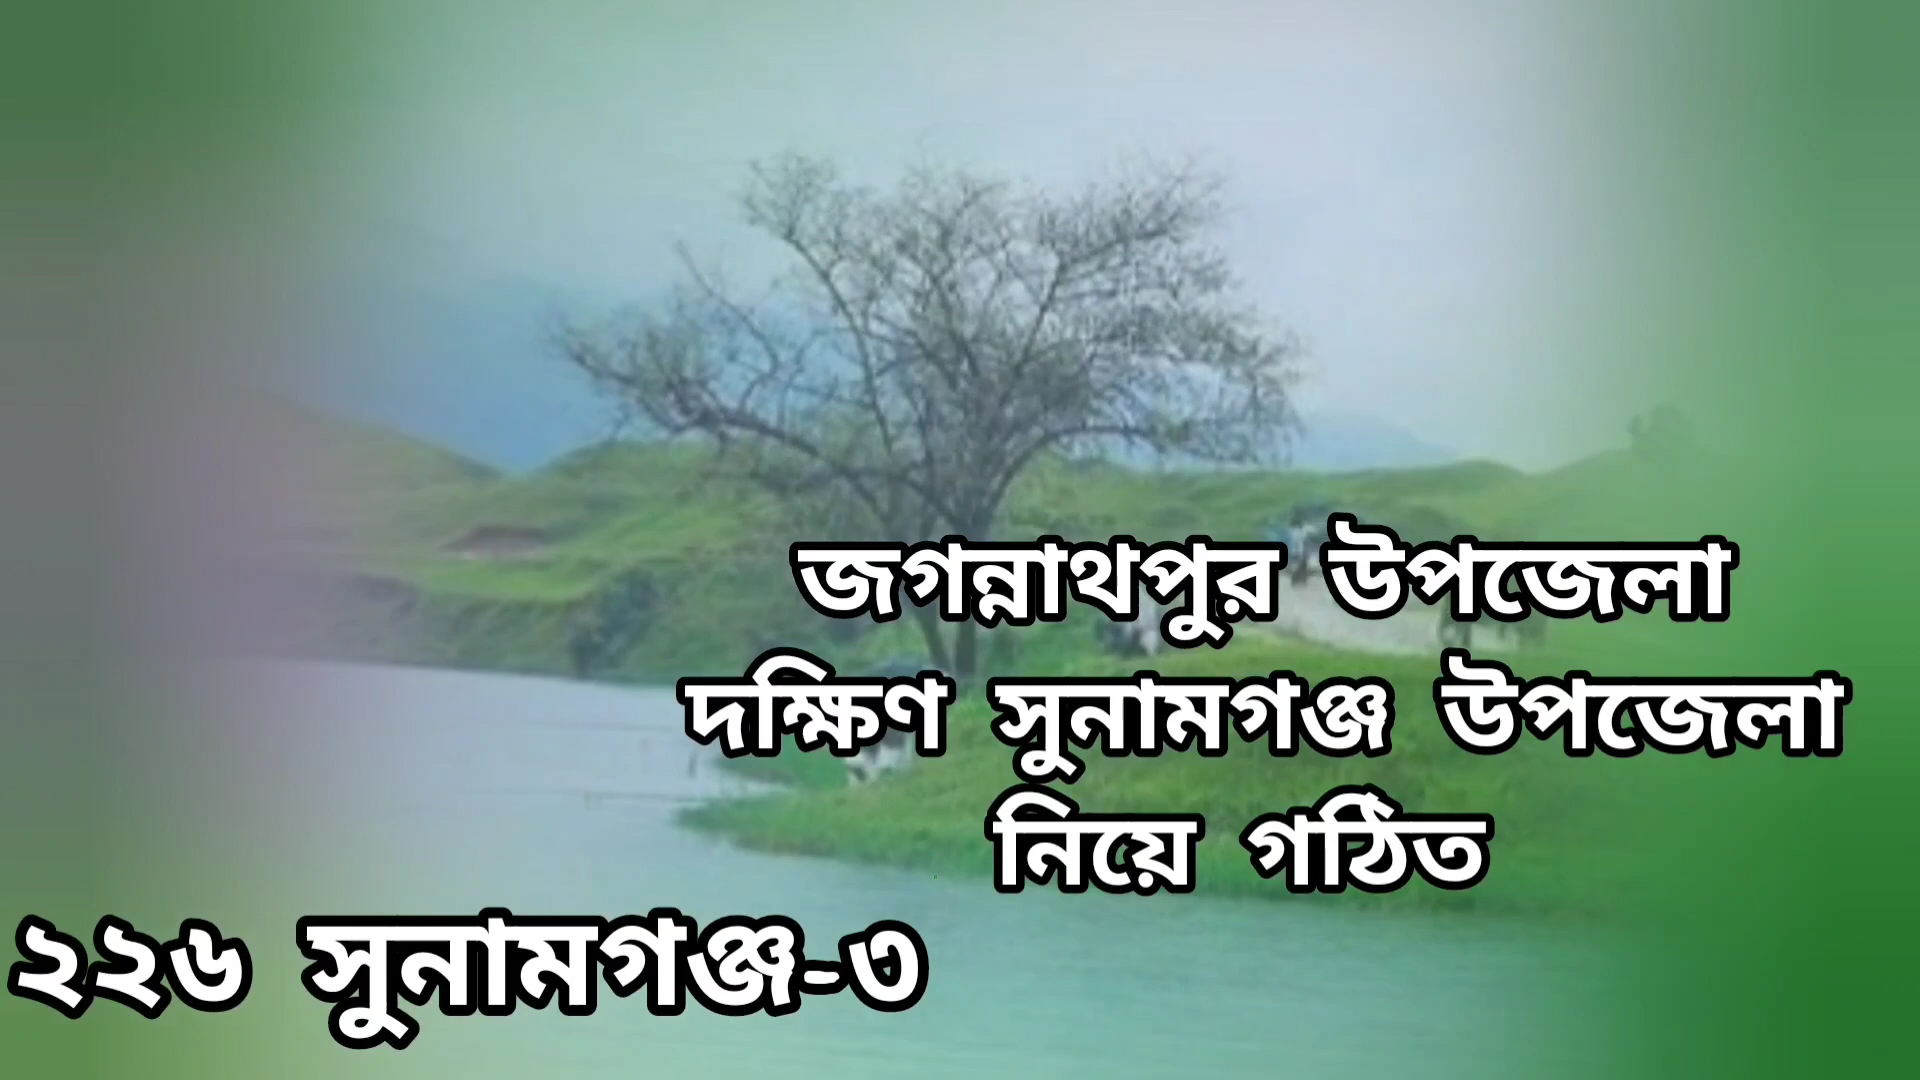 জগন্নাথপুর উপজেলা
দক্ষিণ সুনামগঞ্জ উপজেলা
নিয়ে গঠিত
২২৬ সুনামগঞ্জ-৩